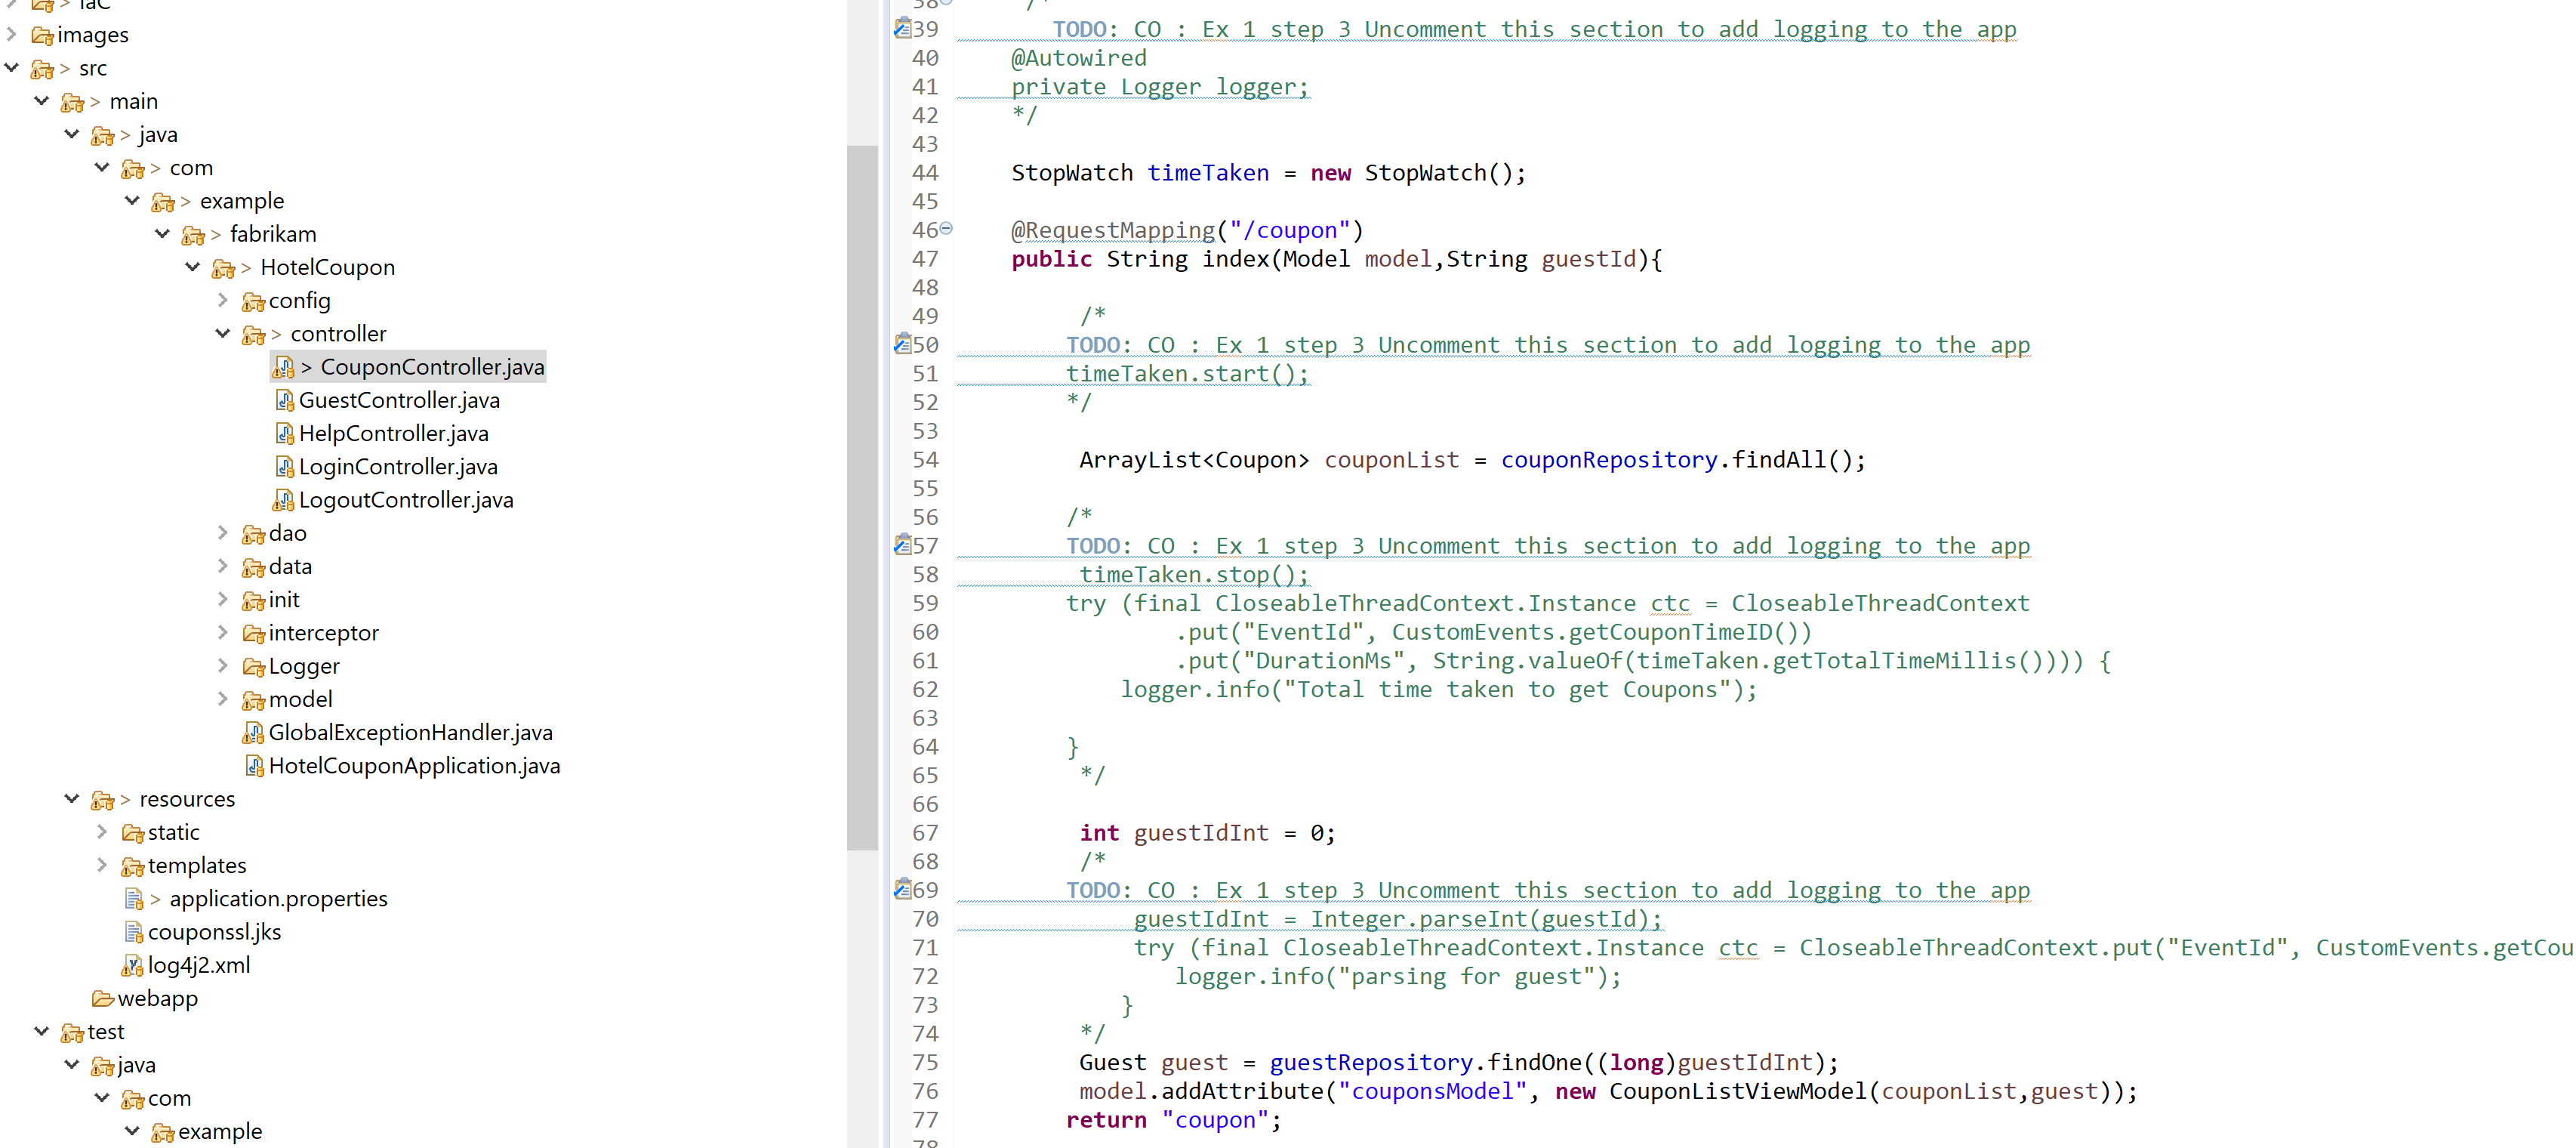 > IaC
images
> src
> main
> java
> com
> example
> fabrikam
> HotelCoupon
config
> controller
> CouponController.java
GuestController.java
HelpController.java
LoginController.java
LogoutController.java
dao
data
init
interceptor
Logger
model
GlobalExceptionHandler.java
HotelCouponApplication.java
> resources
static
templates
> application.properties
couponssl.jks
log4j2.xml
webapp
test
java
com
example
38 /*
39 TODO: CO : Ex 1 step 3 Uncomment this section to add logging to the app
40 @Autowired
41 private Logger logger;
42 */
43
44 StopWatch timeTaken = new StopWatch();
45
46 @RequestMapping("/coupon")
47 public String index(Model model,String guestId){
48
49 /*
50 TODO: CO : Ex 1 step 3 Uncomment this section to add logging to the app
51 timeTaken.start();
52 */
53
54 ArrayList<Coupon> couponList = couponRepository.findAll();
55
56 /*
57 TODO: CO : Ex 1 step 3 Uncomment this section to add logging to the app
58 timeTaken.stop();
59 try (final CloseableThreadContext.Instance ctc = CloseableThreadContext
60 .put("EventId", CustomEvents.getCouponTimeID())
61 .put("DurationMs", String.valueOf(timeTaken.getTotalTimeMillis()))) {
62 logger.info("Total time taken to get Coupons");
63
64 }
65 */
66
67 int guestIdInt = 0;
68 /*
69 TODO: CO : Ex 1 step 3 Uncomment this section to add logging to the app
70 guestIdInt = Integer.parseInt(guestId);
71 try (final CloseableThreadContext.Instance ctc = CloseableThreadContext.put("EventId", CustomEvents.getCou
72 logger.info("parsing for guest");
73 }
74 */
75 Guest guest = guestRepository.findOne((long)guestIdInt);
76 model.addAttribute("couponsModel", new CouponListViewModel(couponList,guest));
77 return "coupon";
78